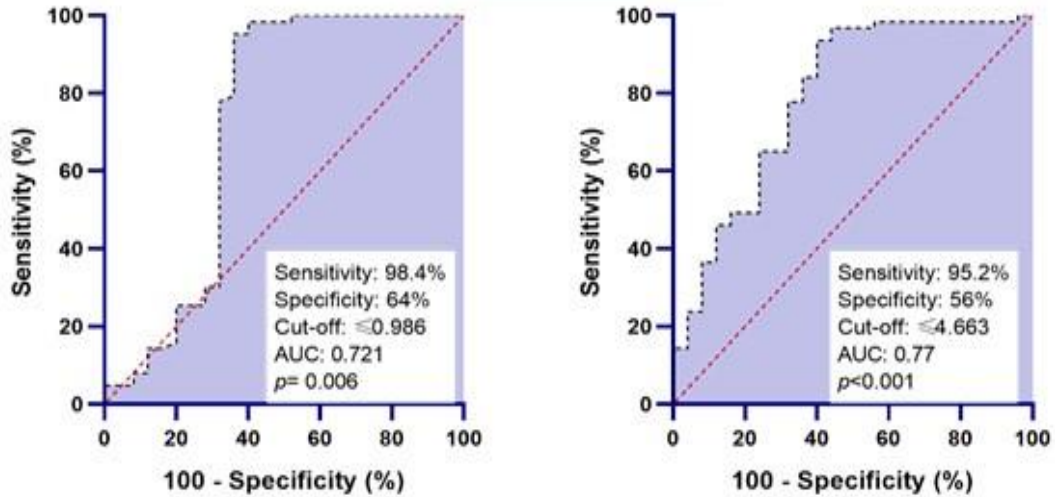 100
80
60
40
20
0
Sensitivity (%)
Sensitivity: 98.4%
Specificity: 64%
Cut-off: ⩽0.986
AUC: 0.721
p= 0.006
0 20 40 60 80 100
100 - Specificity (%)
100
80
60
40
20
0
Sensitivity (%)
Sensitivity: 95.2%
Specificity: 56%
Cut-off: ⩽4.663
AUC: 0.77
p<0.001
0 20 40 60 80 100
100 - Specificity (%)